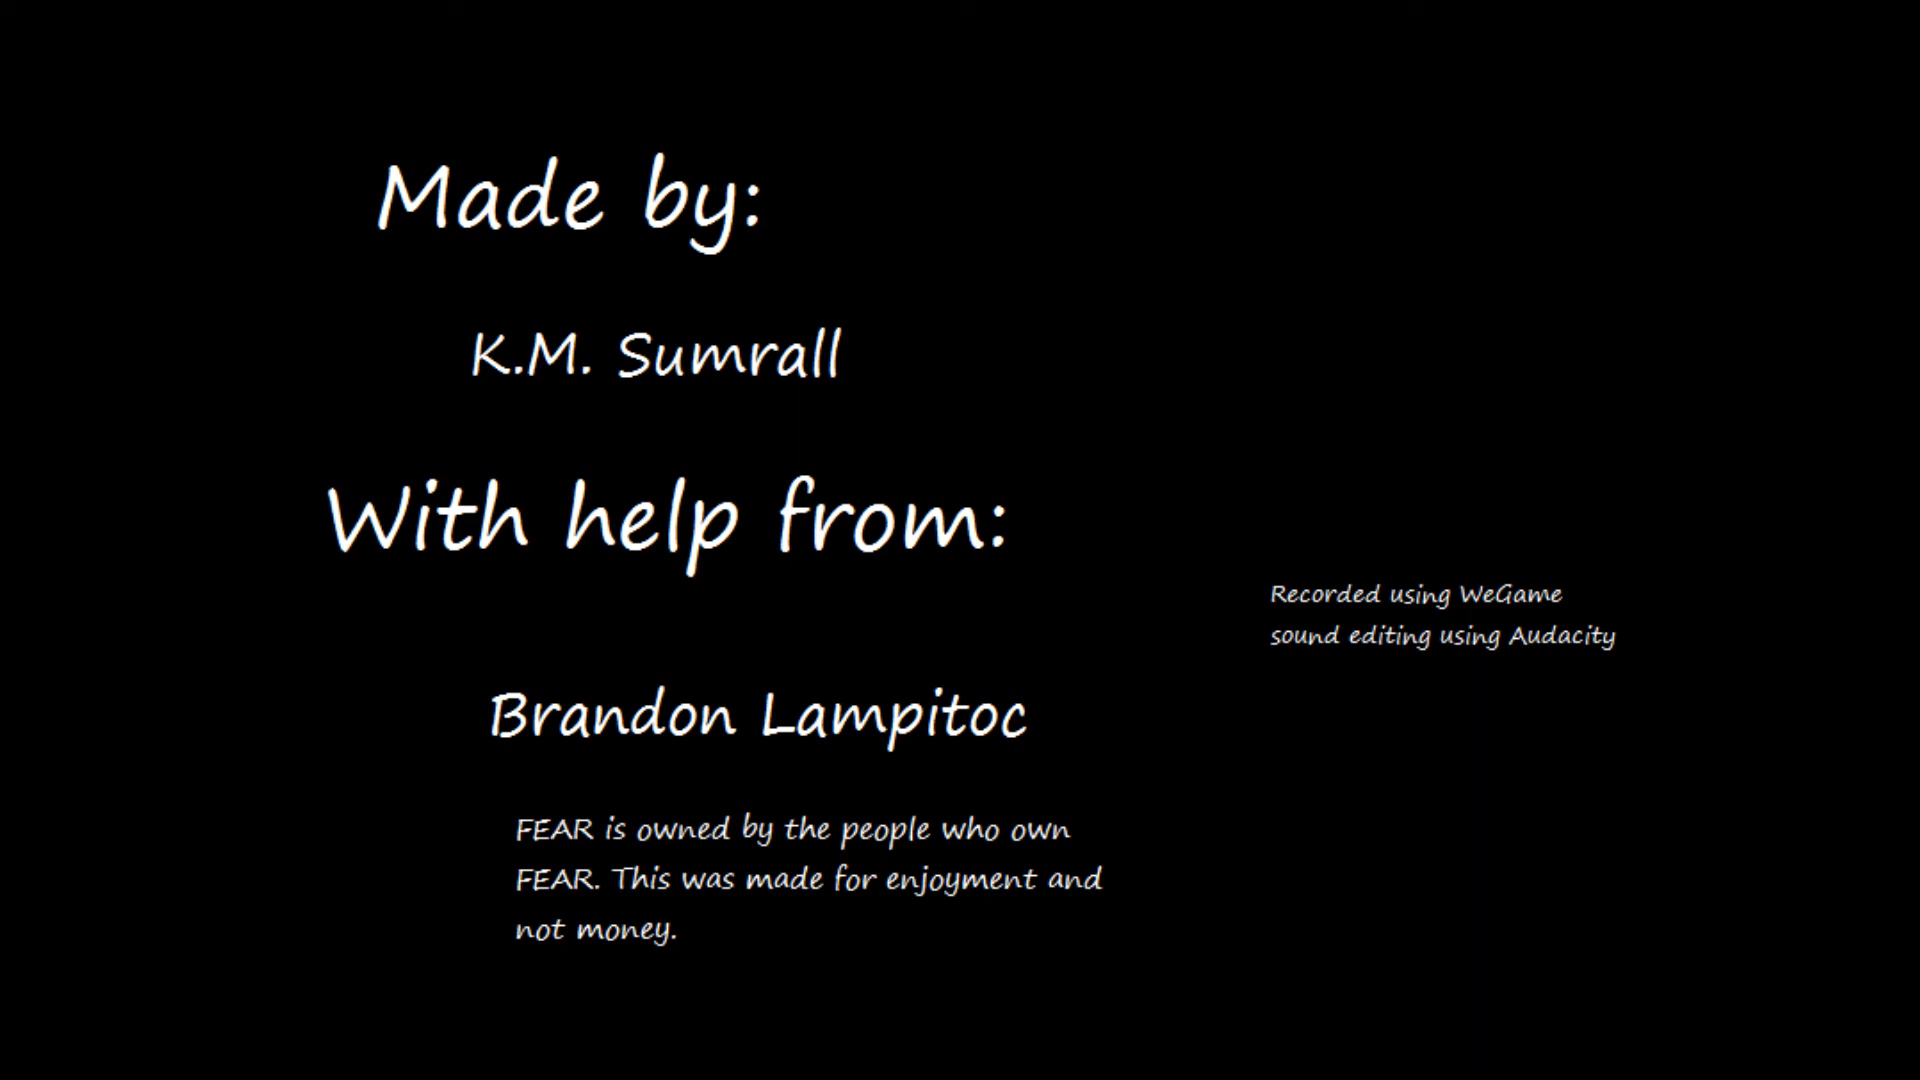 Made by:
K.M. Sumrall
With help from:
Recorded using WeGame
sound editing using Audacity
Brandon Lampitoc
FEAR is owned by the people who own
FEAR. This was made for enjoyment and
not money.